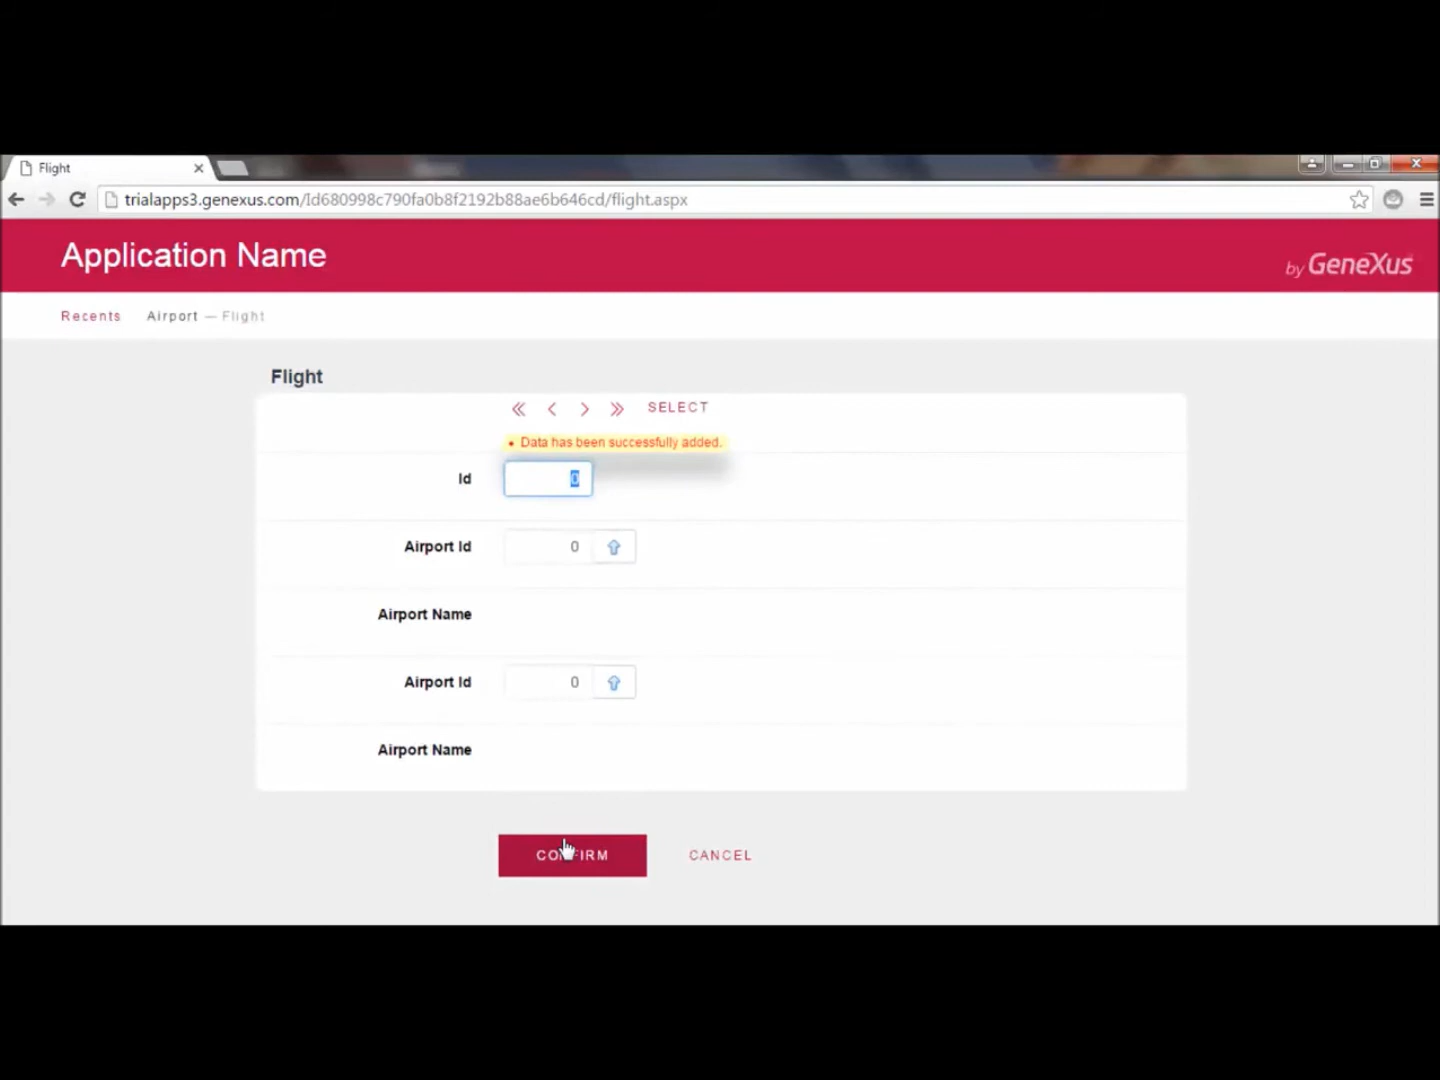 Flight
trialapps3.genexus.com/Id680998c790fa0b8f2192b88ae6b646cd/flight.aspx
Application Name
by GeneXus
Recents Airport — Flight
Flight
SELECT
• Data has been successfully added.
Id 0
Airport Id 0
Airport Name
Airport Id 0
Airport Name
CONFIRM CANCEL